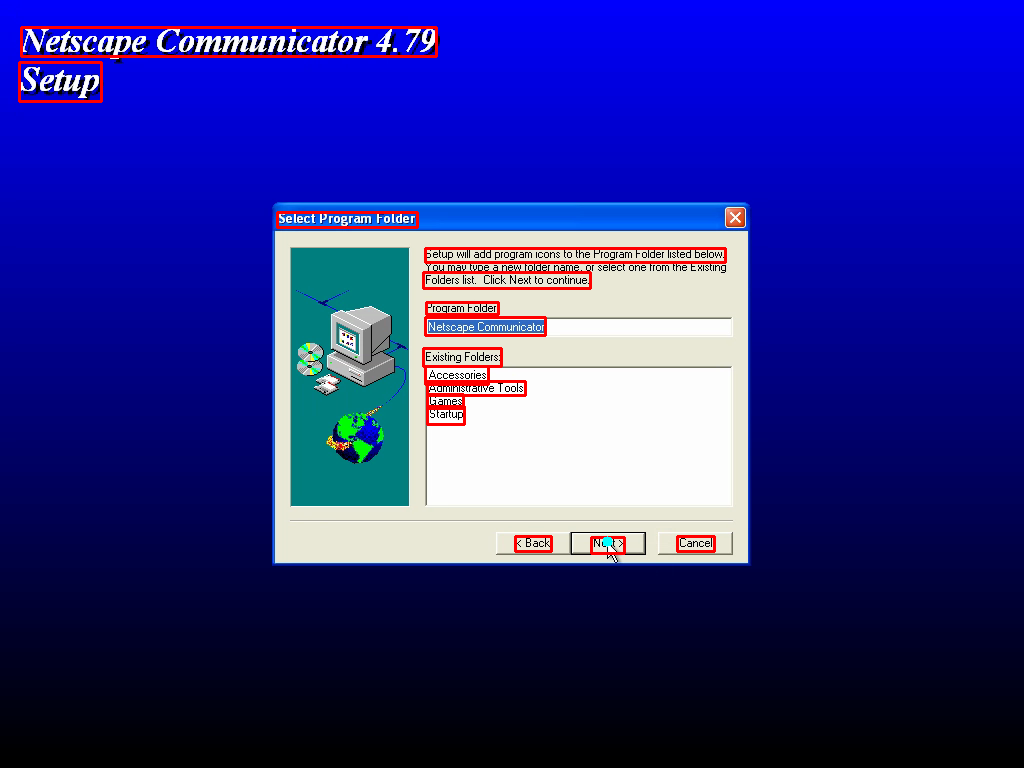 Netscape Communicator 4.79
Setup
Select Program Folder
Setup will add program icons to the Program Folder listed below.
You may type a new folder name, or select one from the Existing
Folders list. Click Next to continue.
Program Folder
Netscape Communicator
Existing Folders:
Accessories
Administrative Tools
Games
Startup
< Back
Next >
Cancel